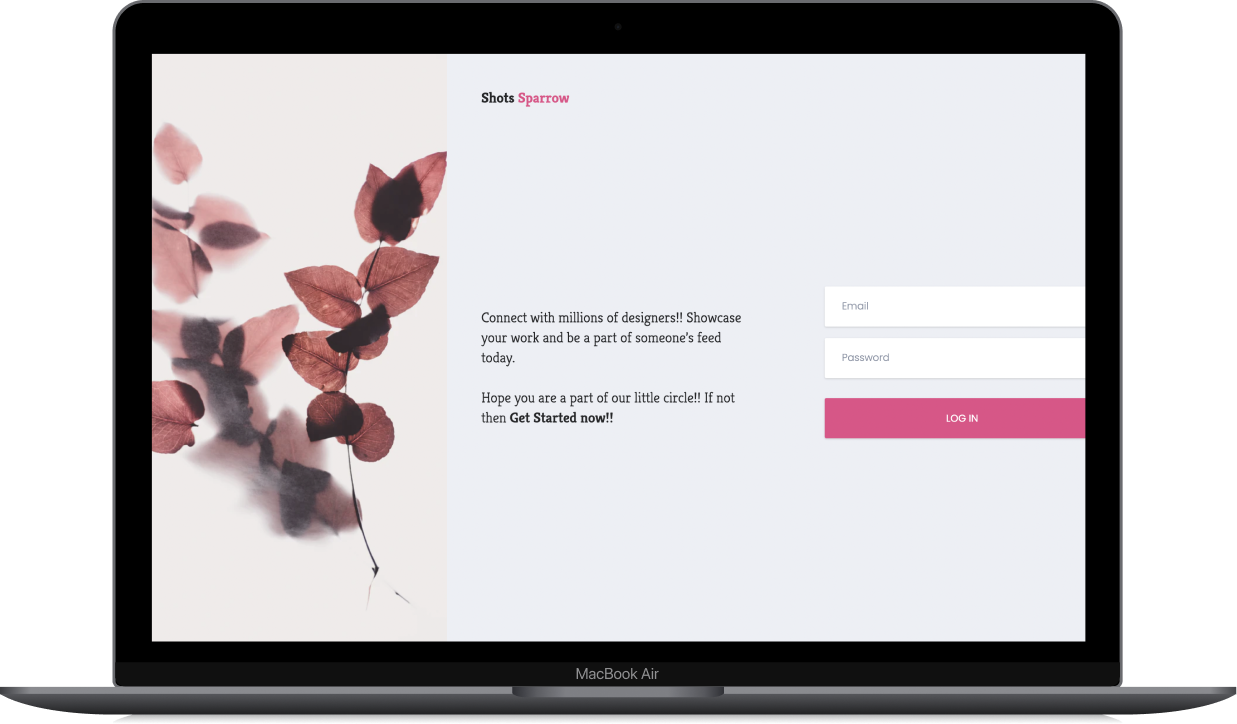 Shots Sparrow
Connect with millions of designers!! Showcase
your work and be a part of someone's feed
today.
Hope you are a part of our little circle!! If not
then Get Started now!!
Email
Password
LOG IN
MacBook Air